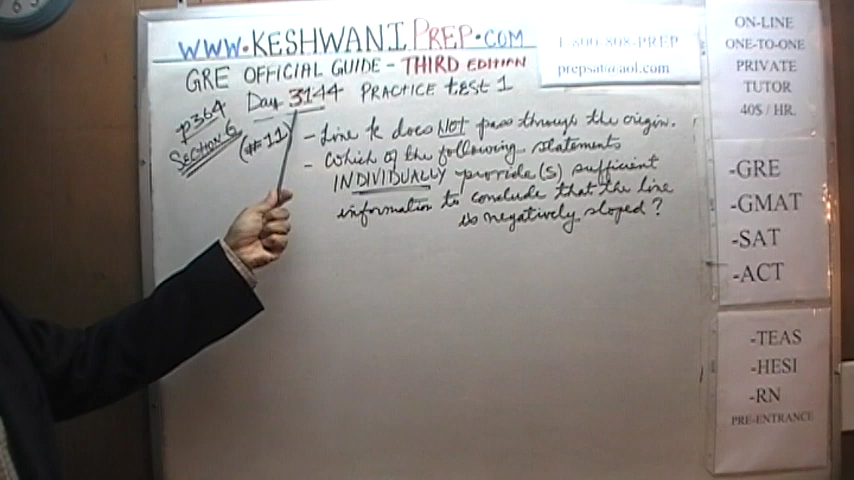 WWW.KESHWANIPREP.COM
1-800-808-PREP
prepsat@aol.com
GRE OFFICIAL GUIDE - THIRD EDITION
Day 3144 PRACTICE tEST 1
p364
SECTION 6
(#11)
- Line k does NOT pass through the origin.
- Which of the following statements
INDIVIDUALLY provide(s) sufficient
information to conclude that the line
is negatively sloped?
ON-LINE
ONE-TO-ONE
PRIVATE
TUTOR
40$ / HR.
-GRE
-GMAT
-SAT
-ACT
-TEAS
-HESI
-RN
PRE-ENTRANCE